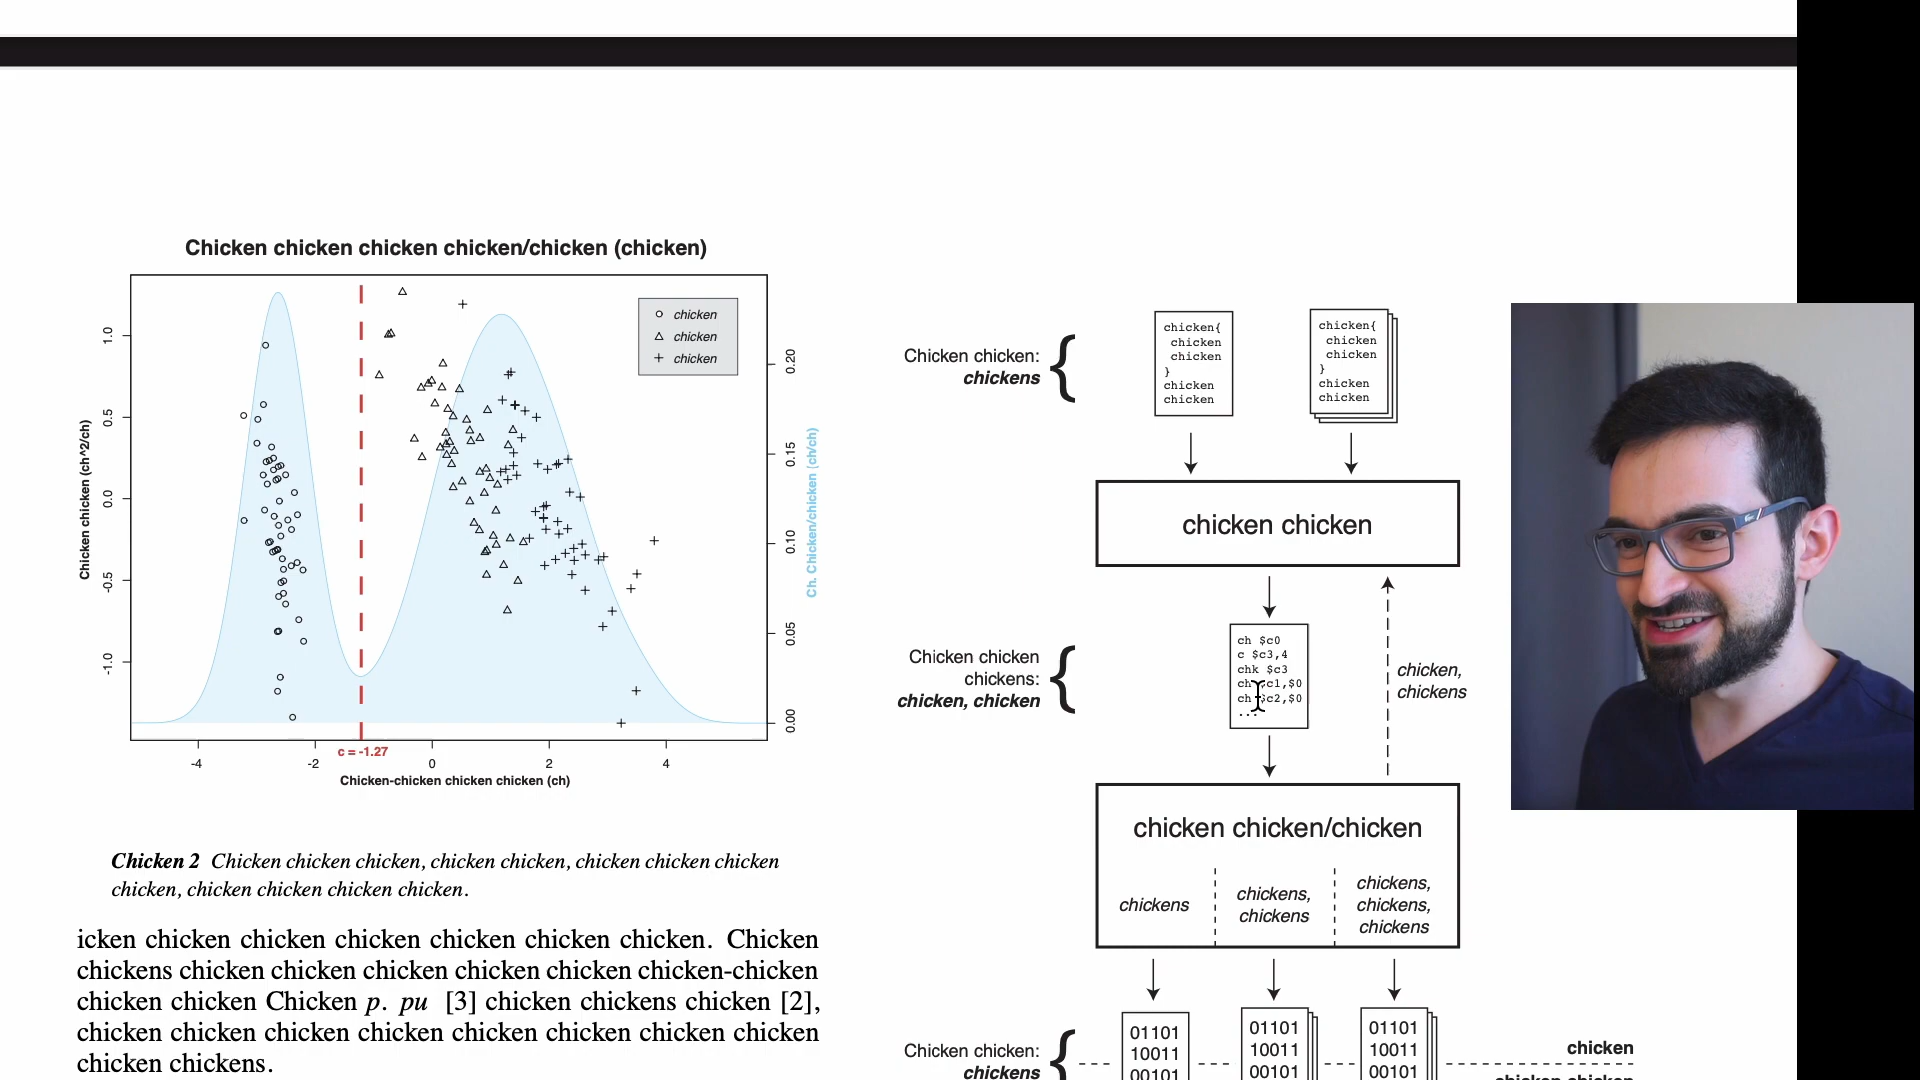 Chicken chicken chicken chicken/chicken (chicken)
chicken
chicken
chicken
Chicken chicken (ch^2/ch)
1.0
0.5
0.0
-0.5
-1.0
0.20
0.15
0.10
0.05
0.00
Ch. Chicken/chicken (ch/ch)
-4
-2
0
2
4
c = -1.27
Chicken-chicken chicken chicken (ch)
Chicken 2 Chicken chicken chicken, chicken chicken, chicken chicken chicken
chicken, chicken chicken chicken chicken.
icken chicken chicken chicken chicken chicken chicken. Chicken
chickens chicken chicken chicken chicken chicken chicken-chicken
chicken chicken Chicken p. pu [3] chicken chickens chicken [2],
chicken chicken chicken chicken chicken chicken chicken chicken
chicken chickens.
Chicken chicken:
chickens
chicken{
chicken
chicken
}
chicken
chicken
chicken{
chicken
chicken
}
chicken
chicken
chicken chicken
Chicken chicken
chickens:
chicken, chicken
ch $c0
c $c3,4
chk $c3
ch $c1,$0
ch $c2,$0
...
chicken,
chickens
chicken chicken/chicken
chickens
chickens,
chickens
chickens,
chickens,
chickens
Chicken chicken:
chickens
01101
10011
00101
01101
10011
00101
01101
10011
00101
chicken